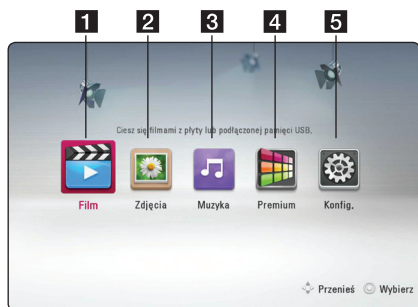 1 2 3 4 5
Ciesz się filmami z płyty lub podłączonej pamięci USB.
Film Zdjęcia Muzyka Premium Konfig.
Przenieś Wybierz